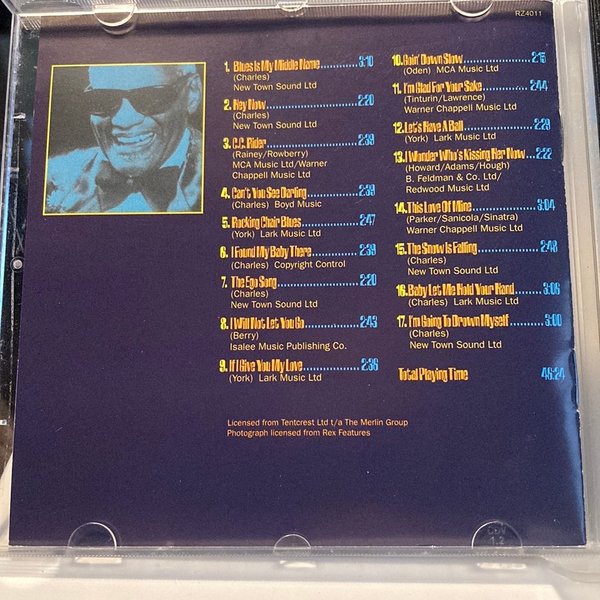 RZ4011
1. Blues Is My Middle Name............3:10
(Charles)
New Town Sound Ltd
2. Hey Now............2:20
(Charles)
New Town Sound Ltd
3. C.C. Rider............2:39
(Rainey/Rowberry)
MCA Music Ltd/Warner
Chappell Music Ltd
4. Can't You See Darling............2:39
(Charles) Boyd Music
5. Rocking Chair Blues............2:47
(York) Lark Music Ltd
6. I Found My Baby There............2:39
(Charles) Copyright Control
7. The Ego Song............2:20
(Charles)
New Town Sound Ltd
8. I Will Not Let You Go............2:43
(Berry)
Isalee Music Publishing Co.
9. If I Give You My Love............2:36
(York) Lark Music Ltd
10. Goin' Down Slow............2:15
(Oden) MCA Music Ltd
11. I'm Glad For Your Sake............2:44
(Tinturin/Lawrence)
Warner Chappell Music Ltd
12. Let's Have A Ball............2:29
(York) Lark Music Ltd
13. I Wonder Who's Kissing Her Now............2:22
(Howard/Adams/Hough)
B. Feldman & Co. Ltd/
Redwood Music Ltd
14. This Love Of Mine............3:04
(Parker/Sanicola/Sinatra)
Warner Chappell Music Ltd
15. The Snow Is Falling............2:48
(Charles)
New Town Sound Ltd
16. Baby Let Me Hold Your Hand............3:06
(Charles) Lark Music Ltd
17. I'm Going To Drown Myself............3:00
(Charles)
New Town Sound Ltd
Total Playing Time 46:24
Licensed from Tentcrest Ltd t/a The Merlin Group
Photograph licensed from Rex Features